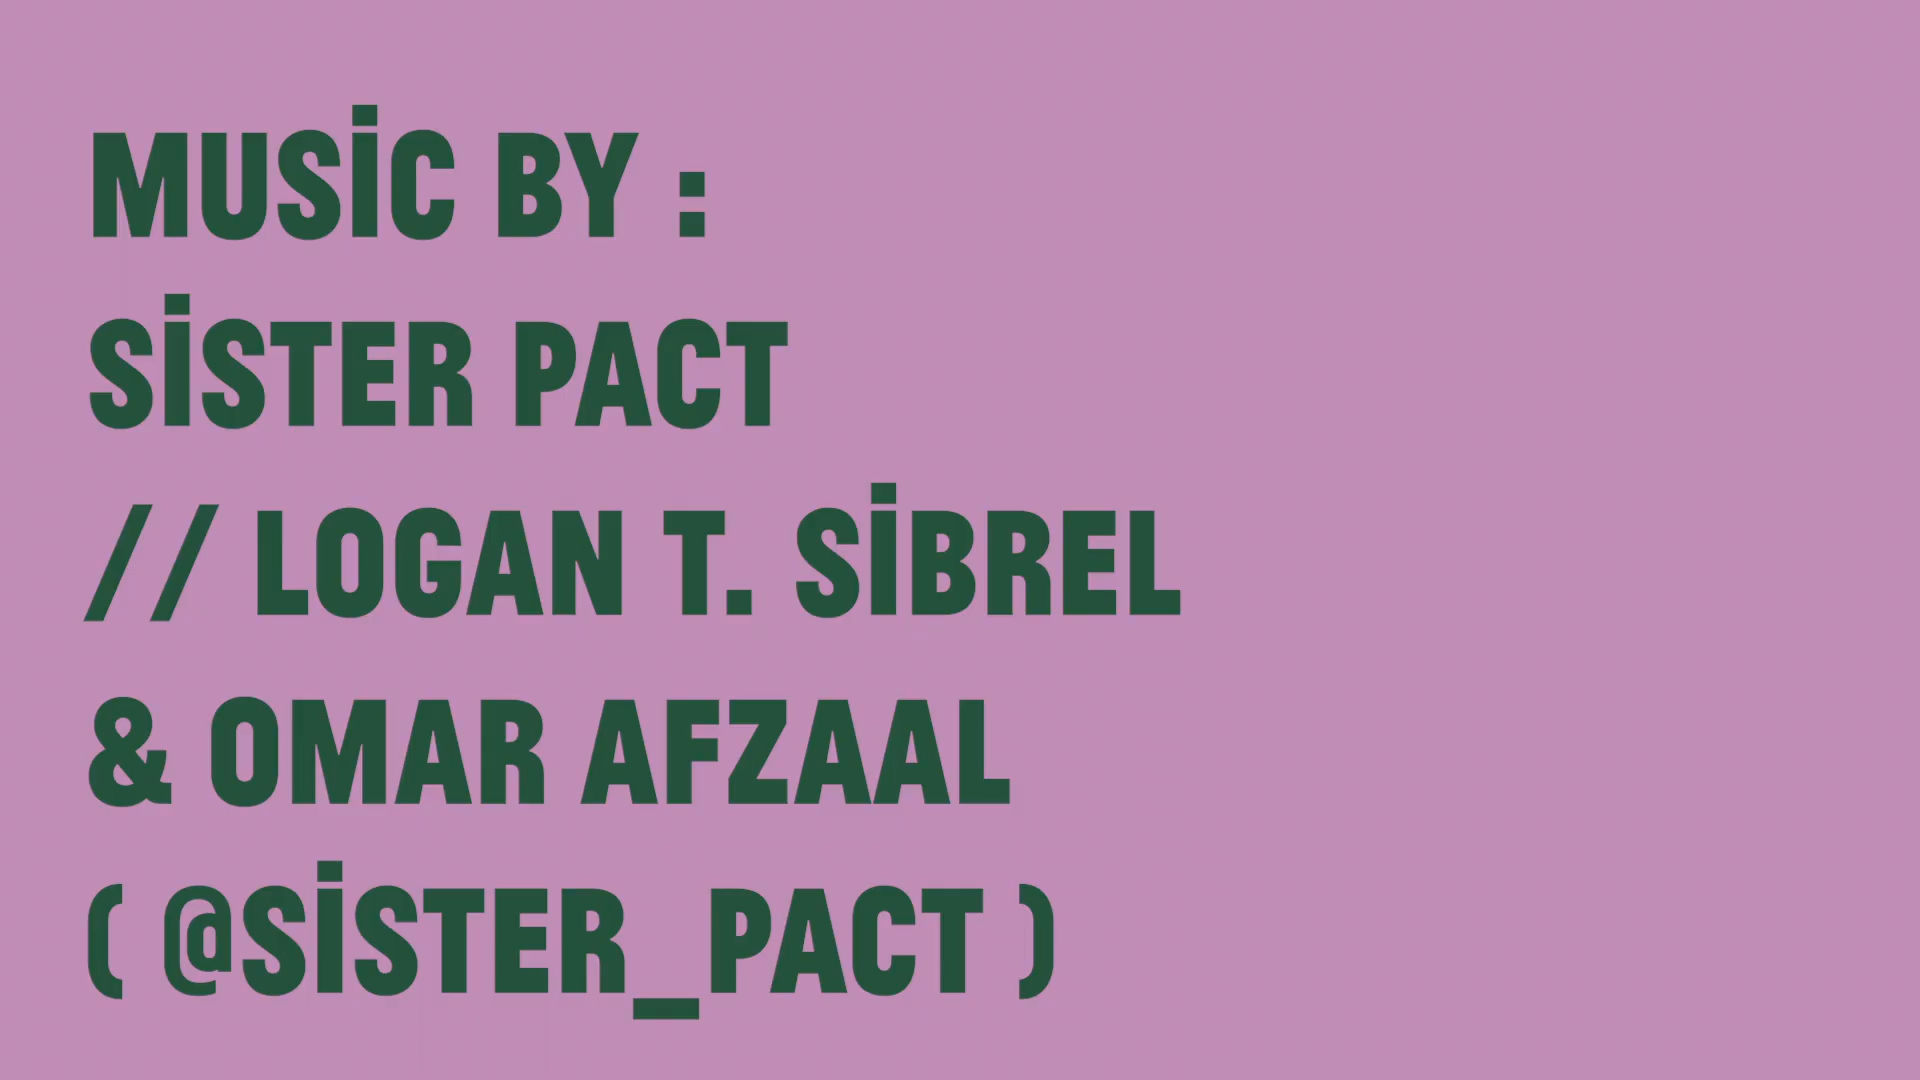 MUSİC BY :
SİSTER PACT
// LOGAN T. SİBREL
& OMAR AFZAAL
( @SİSTER_PACT )